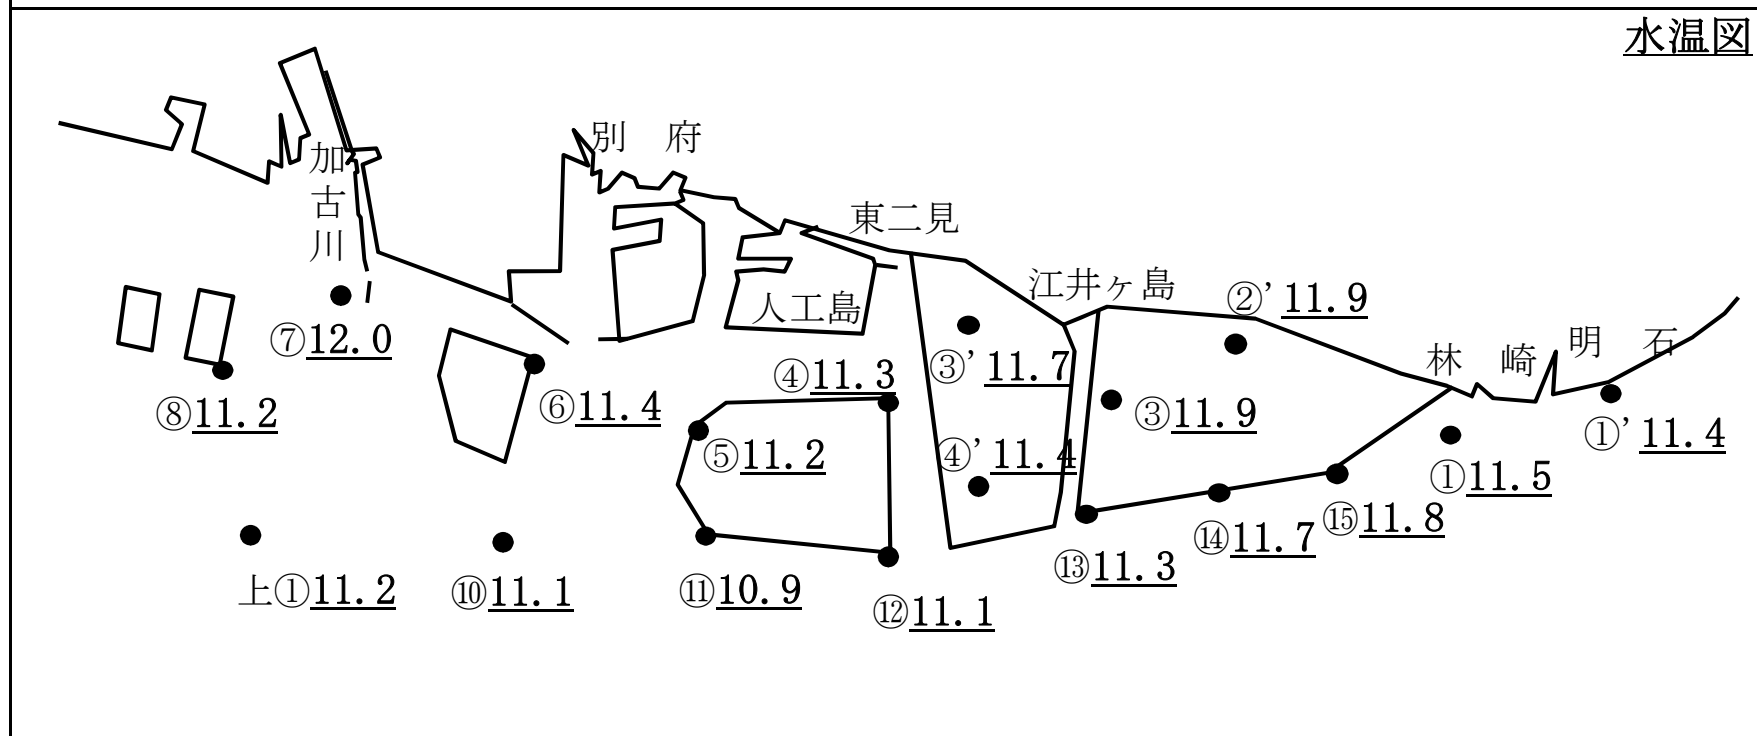 水温図
別 府
加古川
東二見
江井ヶ島
②' 11.9
人工島
⑦12.0
林 崎 明 石
③' 11.7
④11.3
⑧11.2
⑥11.4
③11.9
①' 11.4
⑤11.2
④' 11.4
①11.5
⑮11.8
⑭11.7
⑬11.3
上①11.2
⑩11.1
⑪10.9
⑫11.1